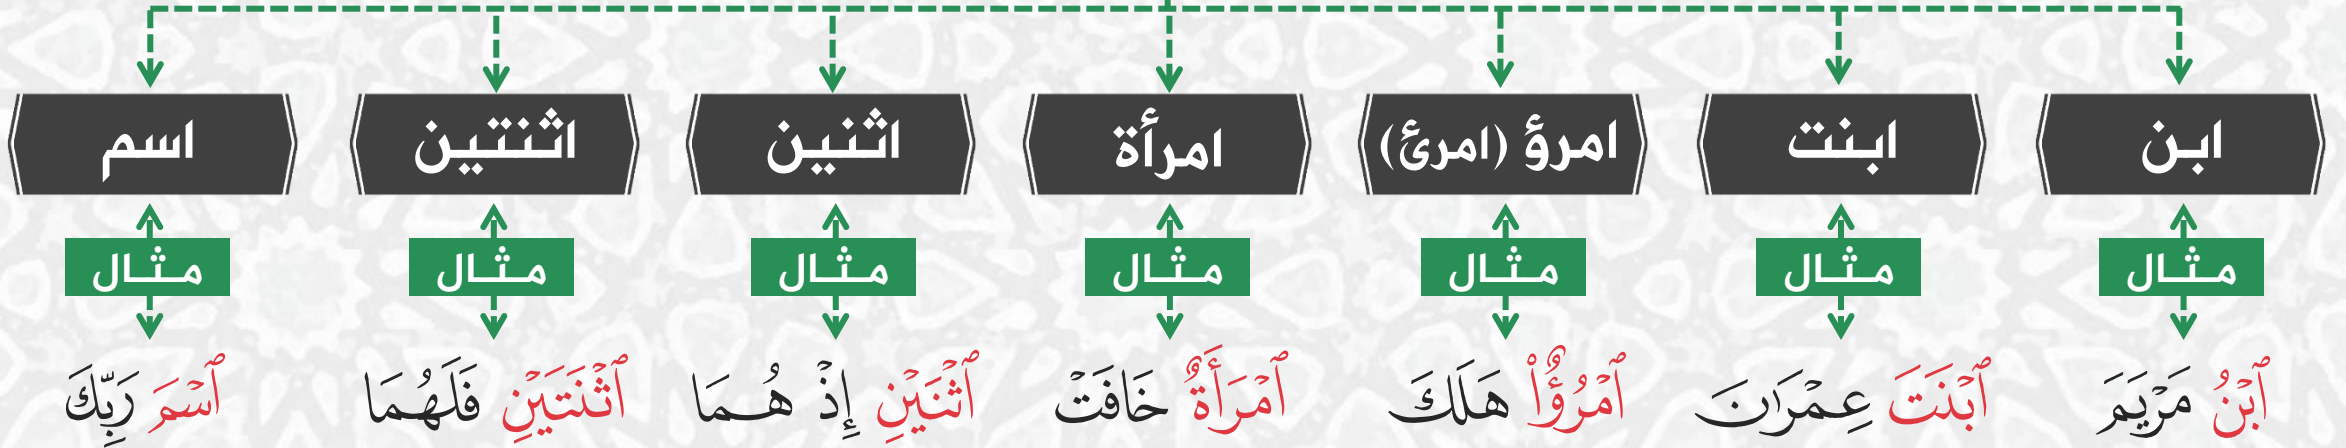 ابن ابنت امرؤ (امرئ) امرأة اثنين اثنتين اسم
مثال مثال مثال مثال مثال مثال مثال
ٱبْنُ مَرْيَمَ ٱبْنَتَ عِمْرَٰنَ ٱمْرُؤٌاْ هَلَكَ ٱمْرَأَةٌ خَافَتْ ٱثْنَيْنِ إِذْ هُمَا ٱثْنَتَيْنِ فَلَهُمَا ٱسْمَ رَبِّكَ